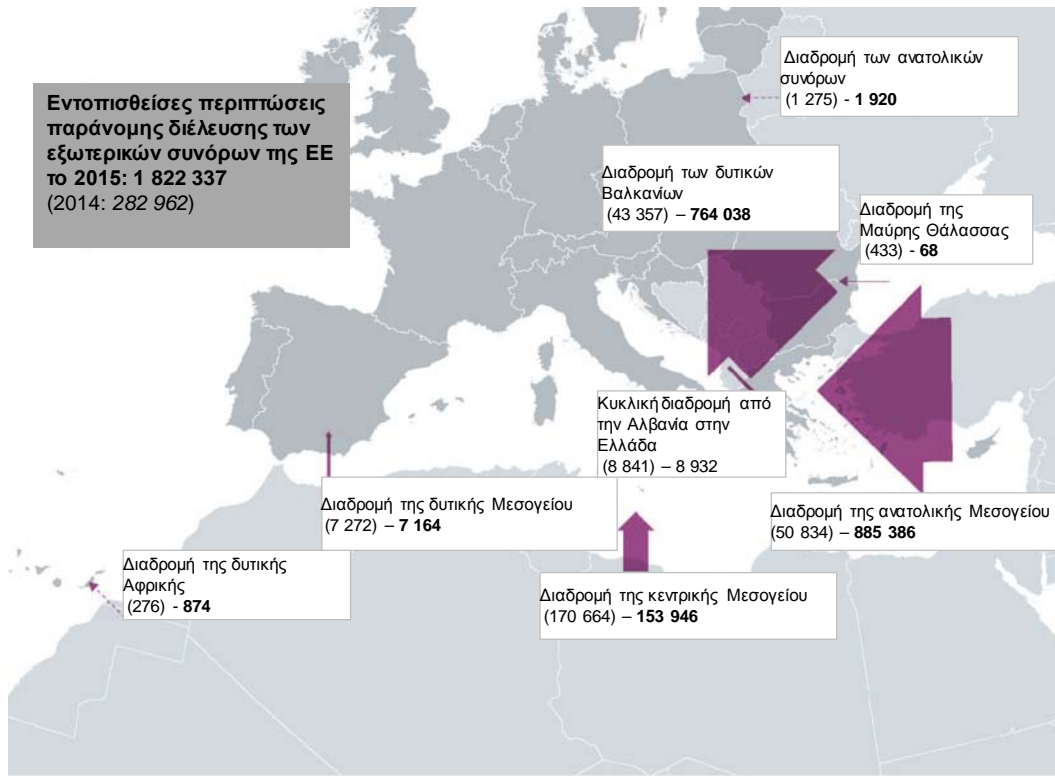 Εντοπισθείσες περιπτώσεις
παράνομης διέλευσης των
εξωτερικών συνόρων της ΕΕ
το 2015: 1 822 337
(2014: 282 962)
Διαδρομή των ανατολικών
συνόρων
(1 275) - 1 920
Διαδρομή των δυτικών
Βαλκανίων
(43 357) – 764 038
Διαδρομή της
Μαύρης Θάλασσας
(433) - 68
Κυκλική διαδρομή από
την Αλβανία στην
Ελλάδα
(8 841) – 8 932
Διαδρομή της δυτικής Μεσογείου
(7 272) – 7 164
Διαδρομή της ανατολικής Μεσογείου
(50 834) – 885 386
Διαδρομή της δυτικής
Αφρικής
(276) - 874
Διαδρομή της κεντρικής Μεσογείου
(170 664) – 153 946